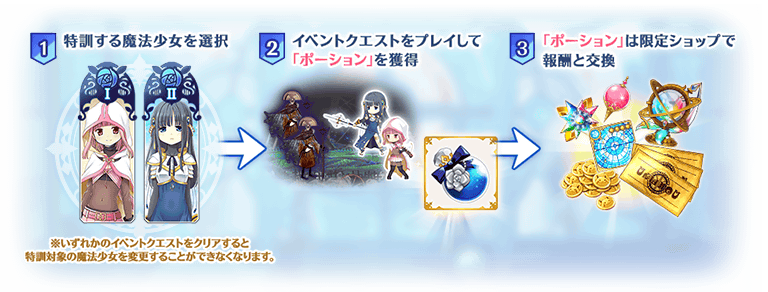 1 特訓する魔法少女を選択
I
II
※いずれかのイベントクエストをクリアすると
特訓対象の魔法少女を変更することができなくなります。
2 イベントクエストをプレイして
「ポーション」を獲得
3 「ポーション」は限定ショップで
報酬と交換